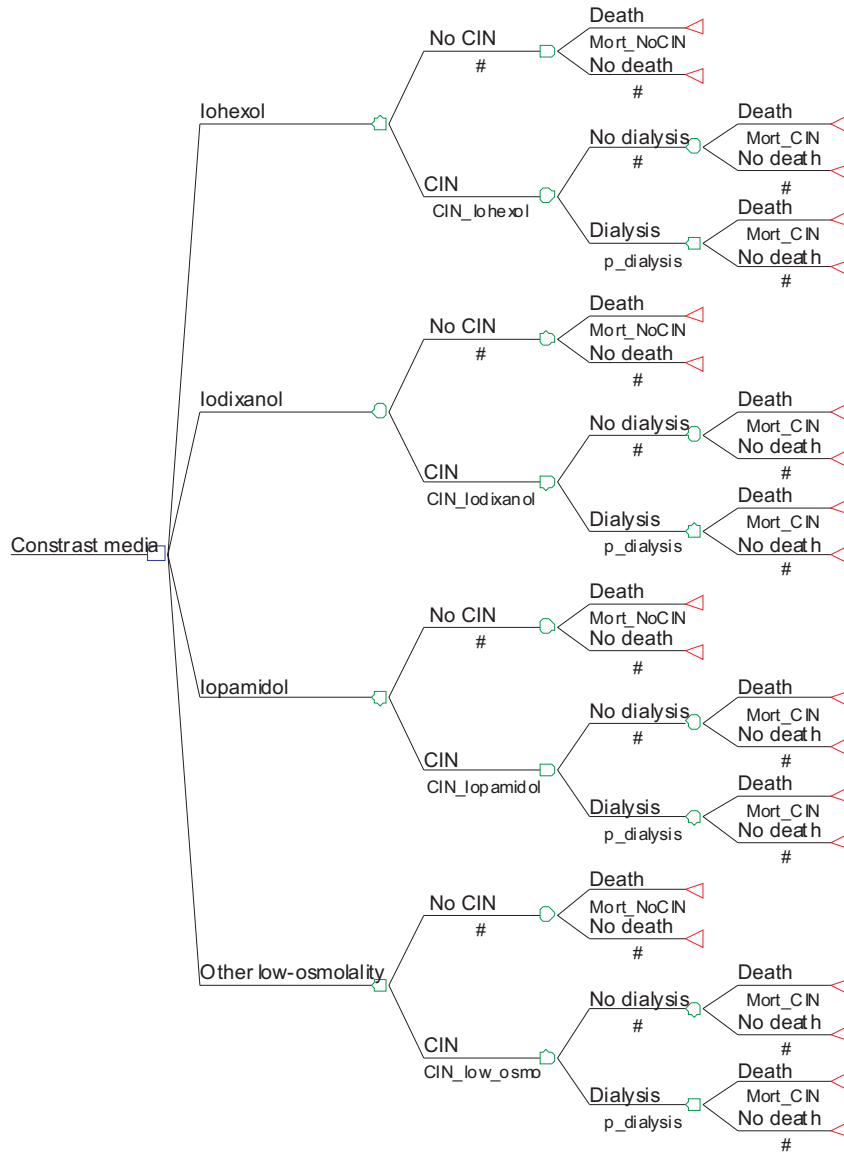 Constrast media
Iohexol
No CIN
#
Death
Mort_NoCIN
No death
#
CIN
CIN_Iohexol
No dialysis
#
Death
Mort_CIN
No death
#
Dialysis
p_dialysis
Death
Mort_CIN
No death
#
Iodixanol
No CIN
#
Death
Mort_NoCIN
No death
#
CIN
CIN_Iodixanol
No dialysis
#
Death
Mort_CIN
No death
#
Dialysis
p_dialysis
Death
Mort_CIN
No death
#
Iopamidol
No CIN
#
Death
Mort_NoCIN
No death
#
CIN
CIN_Iopamidol
No dialysis
#
Death
Mort_CIN
No death
#
Dialysis
p_dialysis
Death
Mort_CIN
No death
#
Other low-osmolality
No CIN
#
Death
Mort_NoCIN
No death
#
CIN
CIN_low_osmo
No dialysis
#
Death
Mort_CIN
No death
#
Dialysis
p_dialysis
Death
Mort_CIN
No death
#